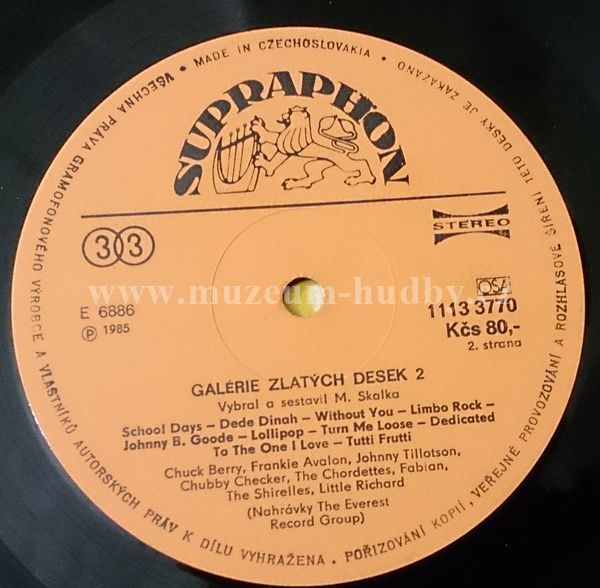 VŠECHNA PRÁVA GRAMOFONOVÉHO VÝROBCE A VLASTNÍKŮ AUTORSKÝCH PRÁV K DÍLU VYHRAŽENA · POŘIZOVÁNÍ KOPIÍ, VEŘEJNÉ PROVOZOVÁNÍ A ROZHLASOVÉ ŠÍŘENÍ TÉTO DESKY JE ZAKÁZÁNO
• MADE IN CZECHOSLOVAKIA •
SUPRAPHON
33
STEREO
www.muzeum-hudby.cz
E 6886
℗ 1985
OSA
1113 3770
Kčs 80,-
2. strana
GALÉRIE ZLATÝCH DESEK 2
Vybral a sestavil M. Skalka
School Days – Dede Dinah – Without You – Limbo Rock –
Johnny B. Goode – Lollipop – Turn Me Loose – Dedicated
To The One I Love – Tutti Frutti
Chuck Berry, Frankie Avalon, Johnny Tillotson,
Chubby Checker, The Chordettes, Fabian,
The Shirelles, Little Richard
(Nahrávky The Everest
Record Group)